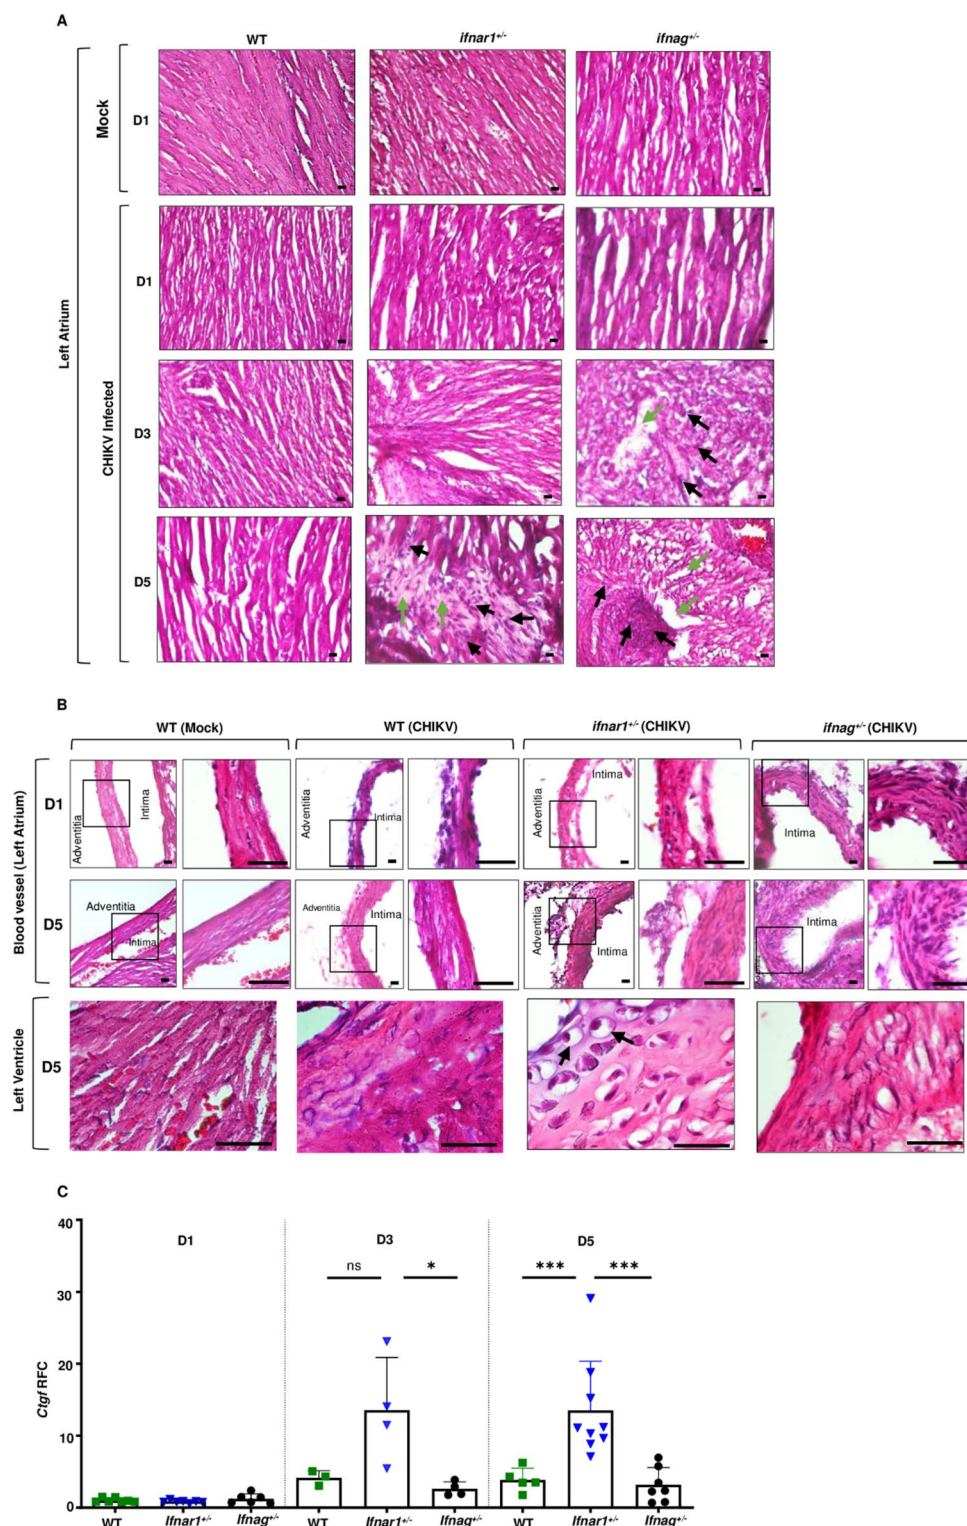 A
WT
ifnar1+/-
ifnag+/-
Left Atrium
Mock
D1
CHIKV Infected
D1
D3
D5
B
WT (Mock)
WT (CHIKV)
ifnar1+/- (CHIKV)
ifnag+/- (CHIKV)
Blood vessel (Left Atrium)
D1
Adventitia
Intima
Adventitia
Intima
Adventitia
Intima
Intima
D5
Adventitia
Intima
Adventitia
Intima
Adventitia
Intima
Intima
Left Ventricle
D5
C
Ctgf RFC
40
30
20
10
0
D1
D3
D5
ns
*
***
***
WT
Ifnar1+/-
Ifnag+/-
WT
Ifnar1+/-
Ifnag+/-
WT
Ifnar1+/-
Ifnag+/-